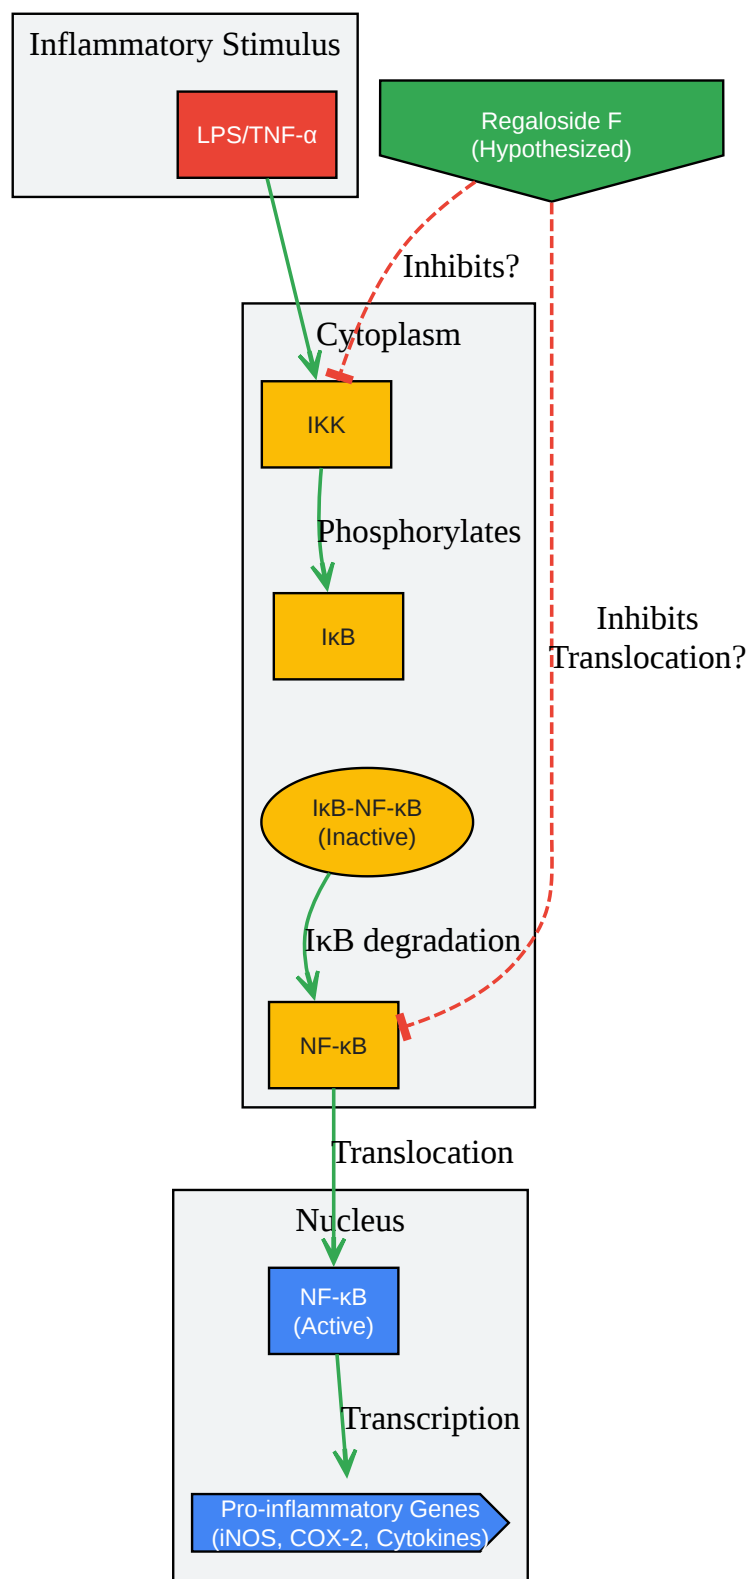 Inflammatory Stimulus
LPS/TNF-α
Regaloside F
(Hypothesized)
Inhibits?
Cytoplasm
IKK
Phosphorylates
IκB
Inhibits
Translocation?
IκB-NF-κB
(Inactive)
IκB degradation
NF-κB
Translocation
Nucleus
NF-κB
(Active)
Transcription
Pro-inflammatory Genes
(iNOS, COX-2, Cytokines)